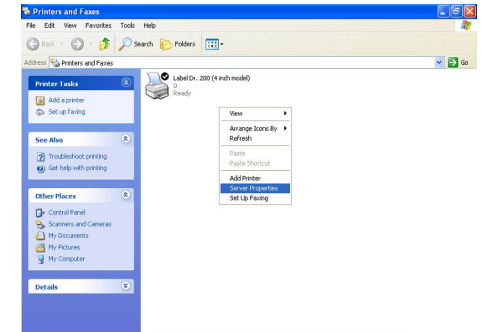 Printers and Faxes
File Edit View Favorites Tools Help
Back Search Folders
Address Printers and Faxes Go
Printer Tasks
Add a printer
Set up faxing
See Also
Troubleshoot printing
Get help with printing
Other Places
Control Panel
Scanners and Cameras
My Documents
My Pictures
My Computer
Details
Label Dr. 200 (4 inch model)
0
Ready
View
Arrange Icons By
Refresh
Paste
Paste Shortcut
Add Printer
Server Properties
Set Up Faxing